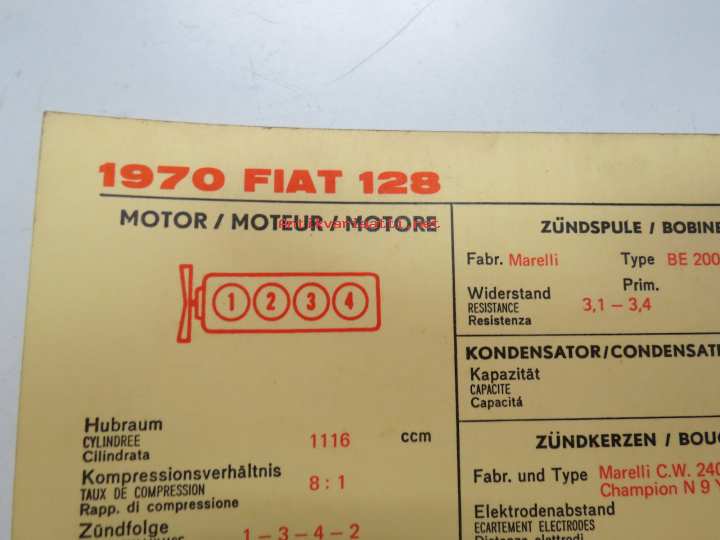 1970 FIAT 128
MOTOR / MOTEUR / MOTORE
1 2 3 4
Hubraum
CYLINDREE
Cilindrata
1116 ccm
Kompressionsverhältnis
TAUX DE COMPRESSION
Rapp. di compressione
8 : 1
Zündfolge
1 – 3 – 4 – 2
ZÜNDSPULE / BOBINE
Fabr. Marelli Type BE 200
Prim.
Widerstand
RESISTANCE
Resistenza
3,1 – 3,4
KONDENSATOR/CONDENSATE
Kapazität
CAPACITE
Capacitá
ZÜNDKERZEN / BOUG
Fabr. und Type Marelli C.W. 240
Champion N 9 Y
Elektrodenabstand
ECARTEMENT ELECTRODES
Distanza elettrodi